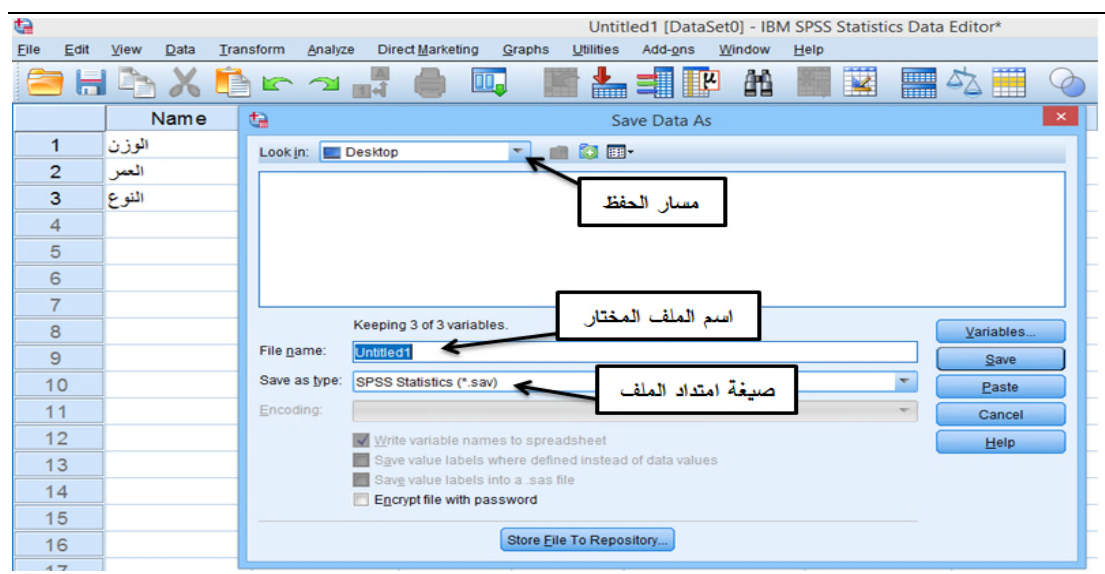 Untitled1 [DataSet0] - IBM SPSS Statistics Data Editor*
File Edit View Data Transform Analyze Direct Marketing Graphs Utilities Add-ons Window Help
Name
Save Data As
1 الوزن
2 العمر
3 النوع
4
5
6
7
8
9
10
11
12
13
14
15
16
17
Look in: Desktop
مسار الحفظ
Keeping 3 of 3 variables.
اسم الملف المختار
Variables...
File name: Untitled1
Save
Save as type: SPSS Statistics (*.sav)
صيغة امتداد الملف
Paste
Encoding:
Cancel
Write variable names to spreadsheet
Help
Save value labels where defined instead of data values
Save value labels into a .sas file
Encrypt file with password
Store File To Repository...